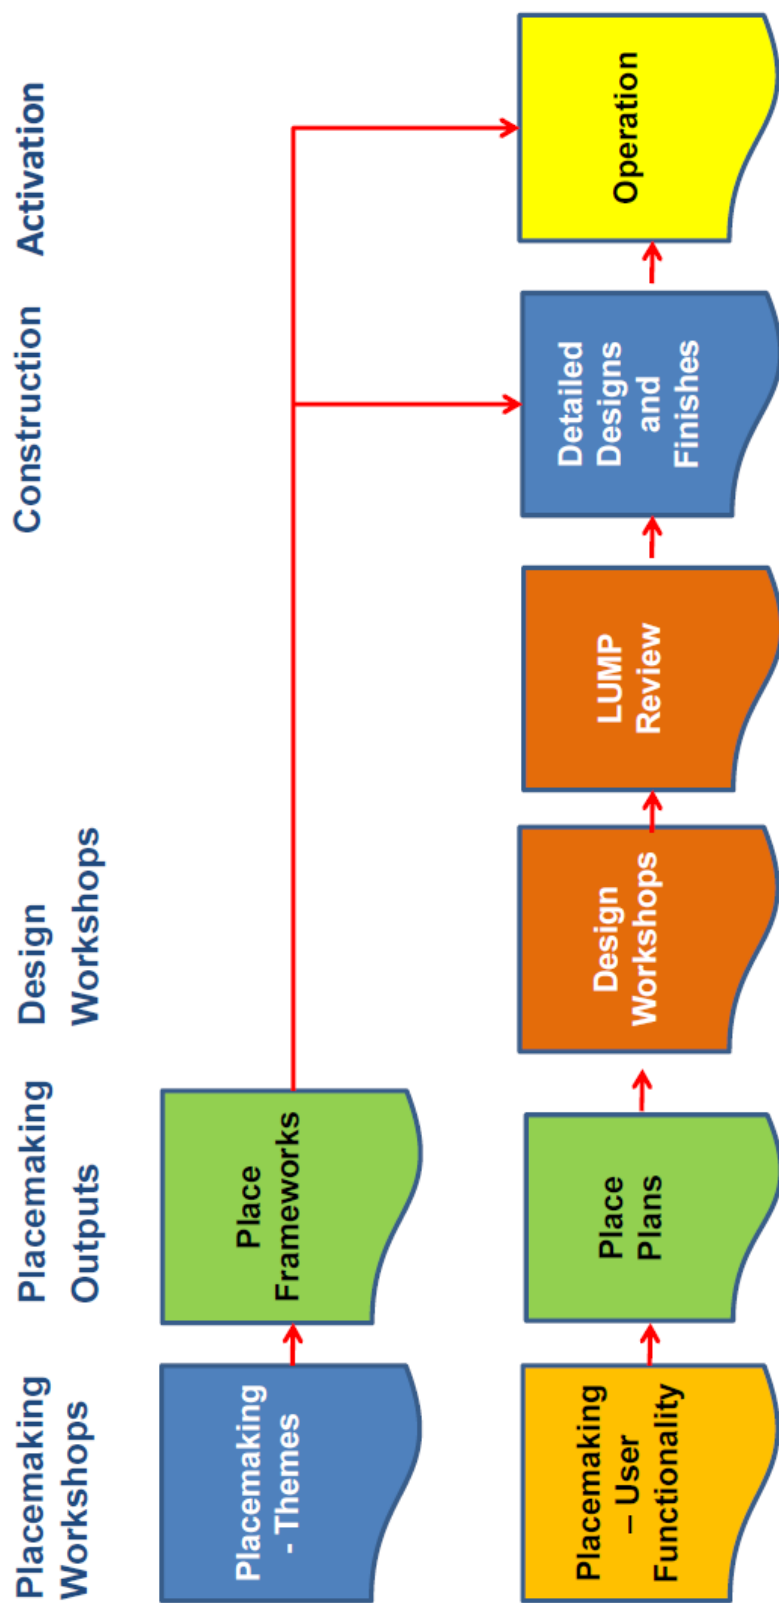 Placemaking
Workshops
Placemaking
Outputs
Design
Workshops
Construction
Activation
Placemaking
- Themes
Place
Frameworks
Placemaking
– User
Functionality
Place
Plans
Design
Workshops
LUMP
Review
Detailed
Designs
and
Finishes
Operation